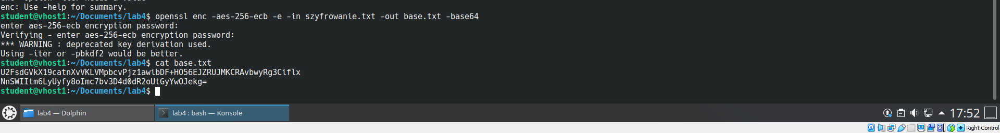 enc: Use -help for summary.
student@vhost1:~/Documents/lab4$ openssl enc -aes-256-ecb -e -in szyfrowanie.txt -out base.txt -base64
enter aes-256-ecb encryption password:
Verifying - enter aes-256-ecb encryption password:
*** WARNING : deprecated key derivation used.
Using -iter or -pbkdf2 would be better.
student@vhost1:~/Documents/lab4$ cat base.txt
U2FsdGVkX19catnXvVKLVMpbcvPjz1awibDF+HO56EJZRUJMKCRAvbwyRg3Ciflx
NnSWIItm6LyUyfy8oImc7bv3D4d0dR2oUtGyYwOJekg=
student@vhost1:~/Documents/lab4$
lab4 — Dolphin
lab4 : bash — Konsole
17:52
Right Control